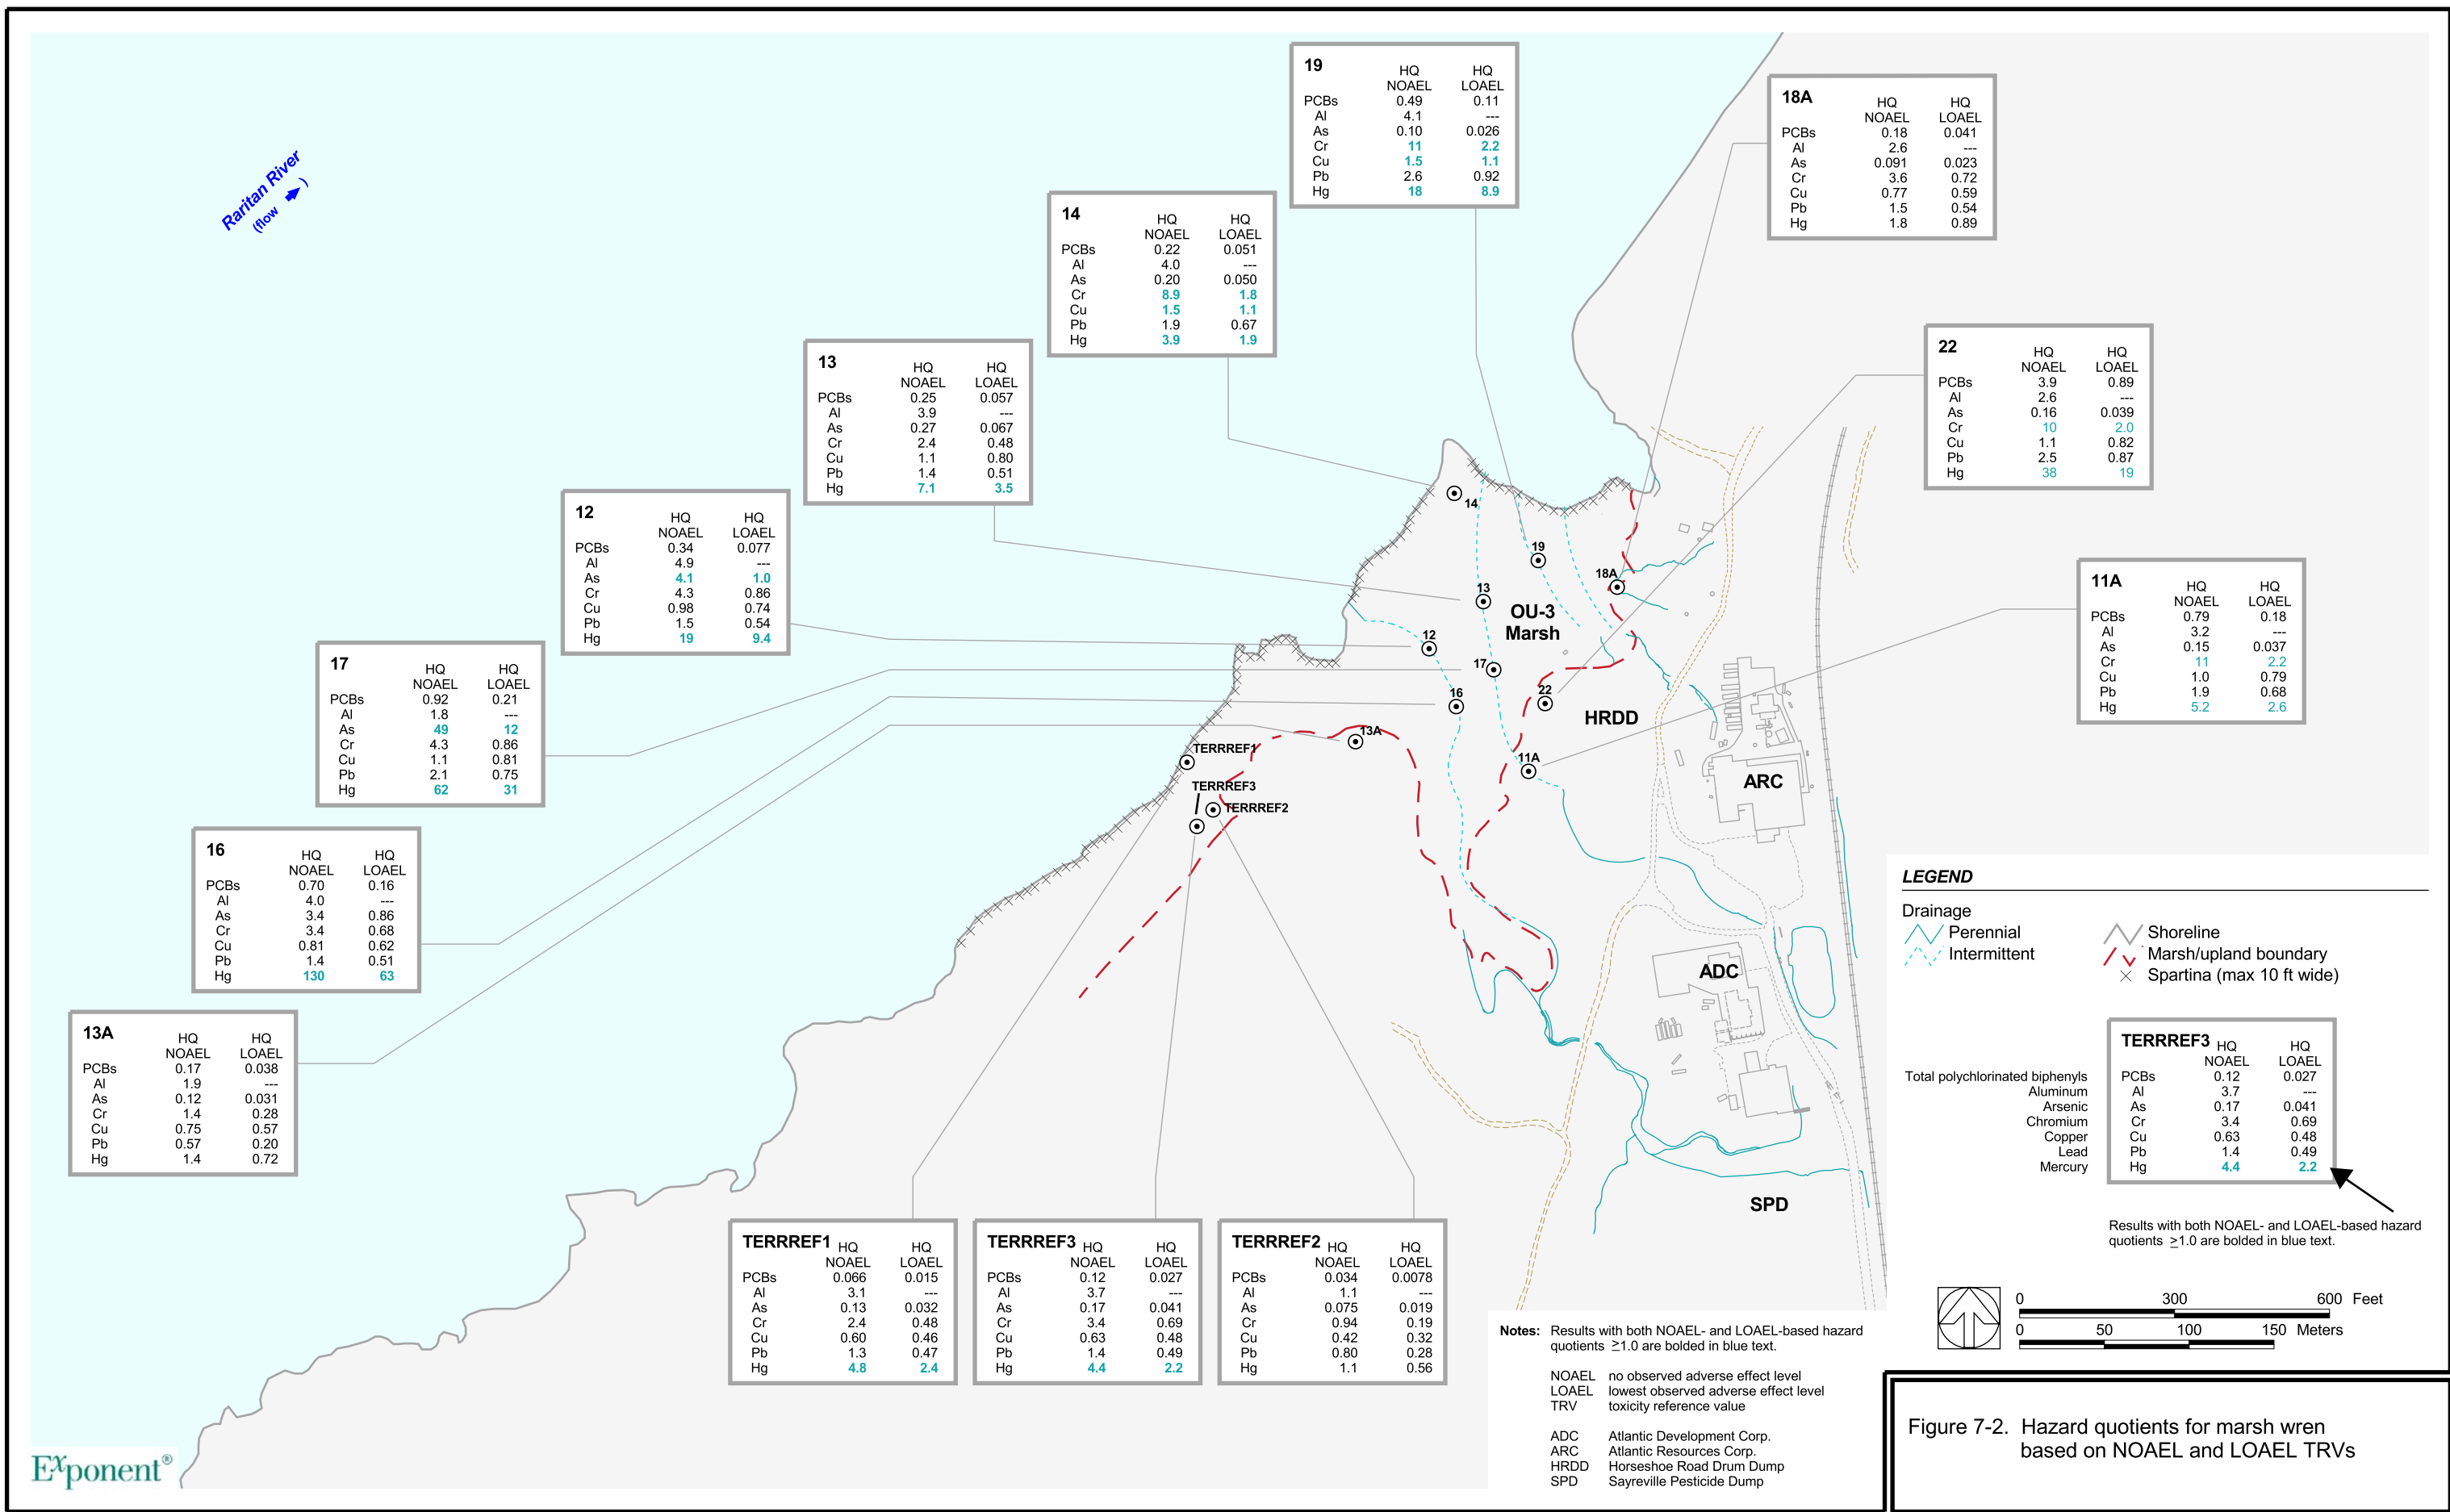 Raritan River
(flow )
19 HQ NOAEL HQ LOAEL
PCBs 0.49 0.11
Al 4.1 ---
As 0.10 0.026
Cr 11 2.2
Cu 1.5 1.1
Pb 2.6 0.92
Hg 18 8.9
18A HQ NOAEL HQ LOAEL
PCBs 0.18 0.041
Al 2.6 ---
As 0.091 0.023
Cr 3.6 0.72
Cu 0.77 0.59
Pb 1.5 0.54
Hg 1.8 0.89
14 HQ NOAEL HQ LOAEL
PCBs 0.22 0.051
Al 4.0 ---
As 0.20 0.050
Cr 8.9 1.8
Cu 1.5 1.1
Pb 1.9 0.67
Hg 3.9 1.9
13 HQ NOAEL HQ LOAEL
PCBs 0.25 0.057
Al 3.9 ---
As 0.27 0.067
Cr 2.4 0.48
Cu 1.1 0.80
Pb 1.4 0.51
Hg 7.1 3.5
22 HQ NOAEL HQ LOAEL
PCBs 3.9 0.89
Al 2.6 ---
As 0.16 0.039
Cr 10 2.0
Cu 1.1 0.82
Pb 2.5 0.87
Hg 38 19
12 HQ NOAEL HQ LOAEL
PCBs 0.34 0.077
Al 4.9 ---
As 4.1 1.0
Cr 4.3 0.86
Cu 0.98 0.74
Pb 1.5 0.54
Hg 19 9.4
11A HQ NOAEL HQ LOAEL
PCBs 0.79 0.18
Al 3.2 ---
As 0.15 0.037
Cr 11 2.2
Cu 1.0 0.79
Pb 1.9 0.68
Hg 5.2 2.6
17 HQ NOAEL HQ LOAEL
PCBs 0.92 0.21
Al 1.8 ---
As 49 12
Cr 4.3 0.86
Cu 1.1 0.81
Pb 2.1 0.75
Hg 62 31
16 HQ NOAEL HQ LOAEL
PCBs 0.70 0.16
Al 4.0 ---
As 3.4 0.86
Cr 3.4 0.68
Cu 0.81 0.62
Pb 1.4 0.51
Hg 130 63
13A HQ NOAEL HQ LOAEL
PCBs 0.17 0.038
Al 1.9 ---
As 0.12 0.031
Cr 1.4 0.28
Cu 0.75 0.57
Pb 0.57 0.20
Hg 1.4 0.72
14
19
18A
13
OU-3
Marsh
12
17
16
22
HRDD
13A
11A
TERRREF1
TERRREF3
TERRREF2
ARC
ADC
SPD
TERRREF1 HQ NOAEL HQ LOAEL
PCBs 0.066 0.015
Al 3.1 ---
As 0.13 0.032
Cr 2.4 0.48
Cu 0.60 0.46
Pb 1.3 0.47
Hg 4.8 2.4
TERRREF3 HQ NOAEL HQ LOAEL
PCBs 0.12 0.027
Al 3.7 ---
As 0.17 0.041
Cr 3.4 0.69
Cu 0.63 0.48
Pb 1.4 0.49
Hg 4.4 2.2
TERRREF2 HQ NOAEL HQ LOAEL
PCBs 0.034 0.0078
Al 1.1 ---
As 0.075 0.019
Cr 0.94 0.19
Cu 0.42 0.32
Pb 0.80 0.28
Hg 1.1 0.56
LEGEND
Drainage
Perennial
Intermittent
Shoreline
Marsh/upland boundary
Spartina (max 10 ft wide)
TERRREF3 HQ NOAEL HQ LOAEL
Total polychlorinated biphenyls PCBs 0.12 0.027
Aluminum Al 3.7 ---
Arsenic As 0.17 0.041
Chromium Cr 3.4 0.69
Copper Cu 0.63 0.48
Lead Pb 1.4 0.49
Mercury Hg 4.4 2.2
Results with both NOAEL- and LOAEL-based hazard
quotients ≥1.0 are bolded in blue text.
0 300 600 Feet
0 50 100 150 Meters
Notes: Results with both NOAEL- and LOAEL-based hazard
quotients ≥1.0 are bolded in blue text.
NOAEL no observed adverse effect level
LOAEL lowest observed adverse effect level
TRV toxicity reference value
ADC Atlantic Development Corp.
ARC Atlantic Resources Corp.
HRDD Horseshoe Road Drum Dump
SPD Sayreville Pesticide Dump
Exponent®
Figure 7-2. Hazard quotients for marsh wren
based on NOAEL and LOAEL TRVs